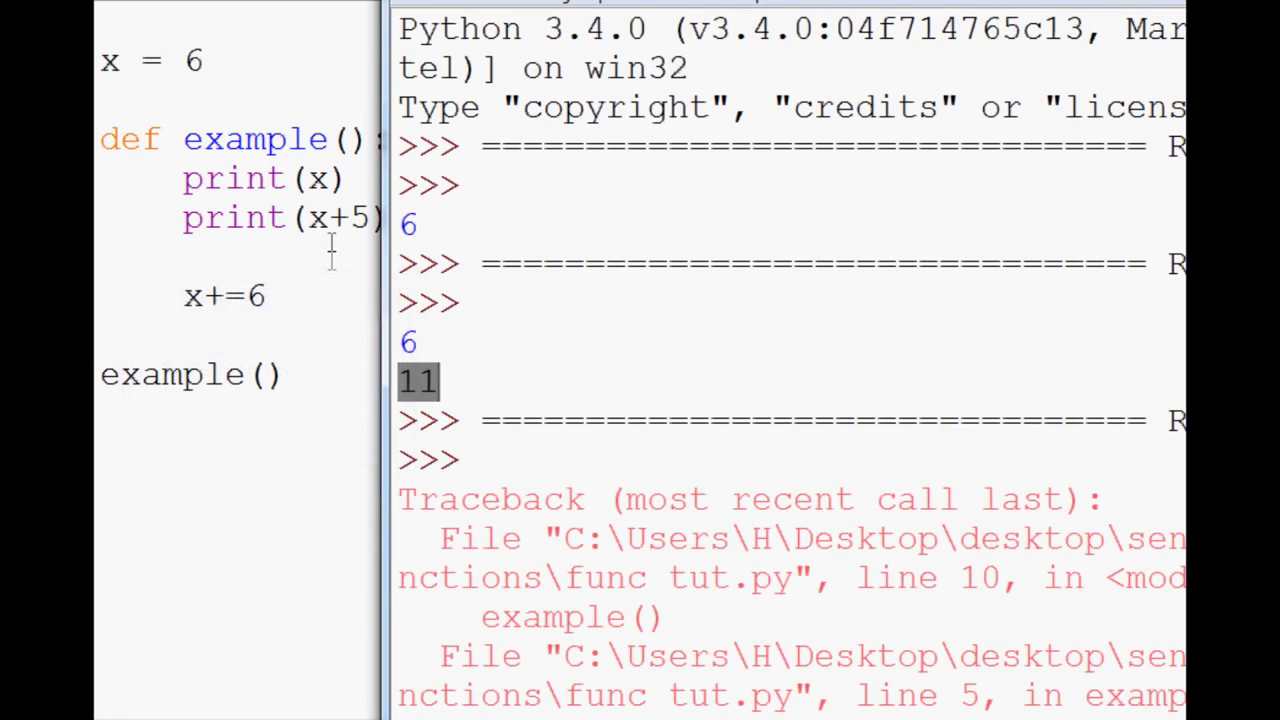 x = 6
def example():
print(x)
print(x+5)
x+=6
example()
Python 3.4.0 (v3.4.0:04f714765c13, Mar
tel)] on win32
Type "copyright", "credits" or "licens
>>> ================================ R
>>>
6
>>> ================================ R
>>>
6
11
>>> ================================ R
>>>
Traceback (most recent call last):
File "C:\Users\H\Desktop\desktop\sen
nctions\func tut.py", line 10, in <mod
example()
File "C:\Users\H\Desktop\desktop\sen
nctions\func tut.py", line 5, in examp